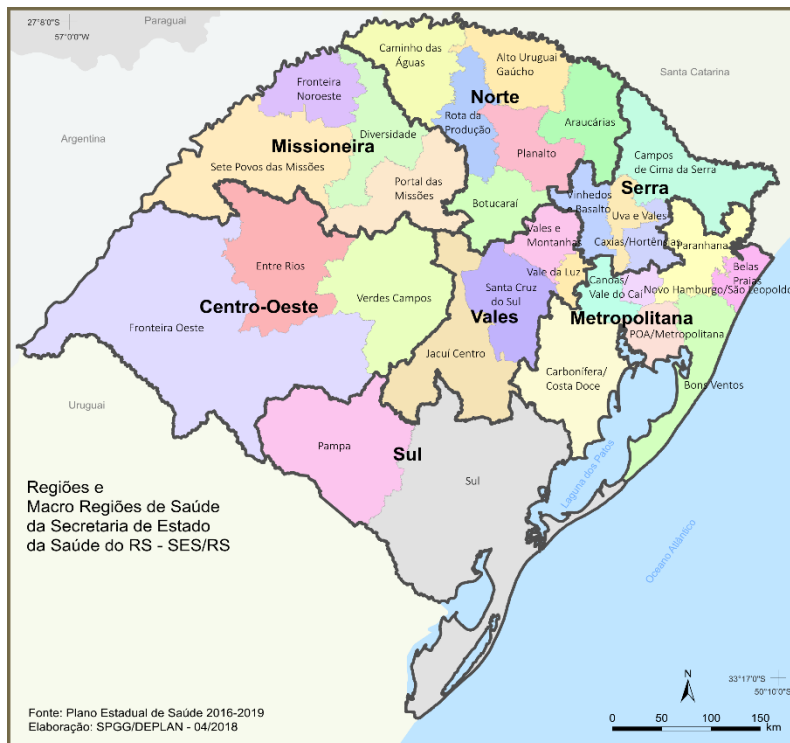 27°8'0"S
57°0'0"W
Paraguai
Santa Catarina
Argentina
Uruguai
Caminho das
Águas
Alto Uruguai
Gaúcho
Fronteira
Noroeste
Norte
Rota da
Produção
Araucárias
Diversidade
Missioneira
Planalto
Sete Povos das Missões
Portal das
Missões
Campos
de Cima da Serra
Serra
Botucaraí
Vinhedos
e Basalto
Uva e Vales
Vales e
Montanhas
Caxias/Hortências
Paranhana
Entre Rios
Vale da Luz
Belas
Praias
Canoas/
Vale do Caí
Novo Hamburgo/São Leopoldo
Santa Cruz
do Sul
Verdes Campos
Centro-Oeste
Fronteira Oeste
Vales
Metropolitana
POA/Metropolitana
Jacuí Centro
Carbonífera/
Costa Doce
Bons Ventos
Pampa
Sul
Sul
Laguna dos Patos
Oceano Atlântico
Regiões e
Macro Regiões de Saúde
da Secretaria de Estado
da Saúde do RS - SES/RS
N
33°17'0"S
50°10'0"W
Fonte: Plano Estadual de Saúde 2016-2019
Elaboração: SPGG/DEPLAN - 04/2018
0 50 100 150
km